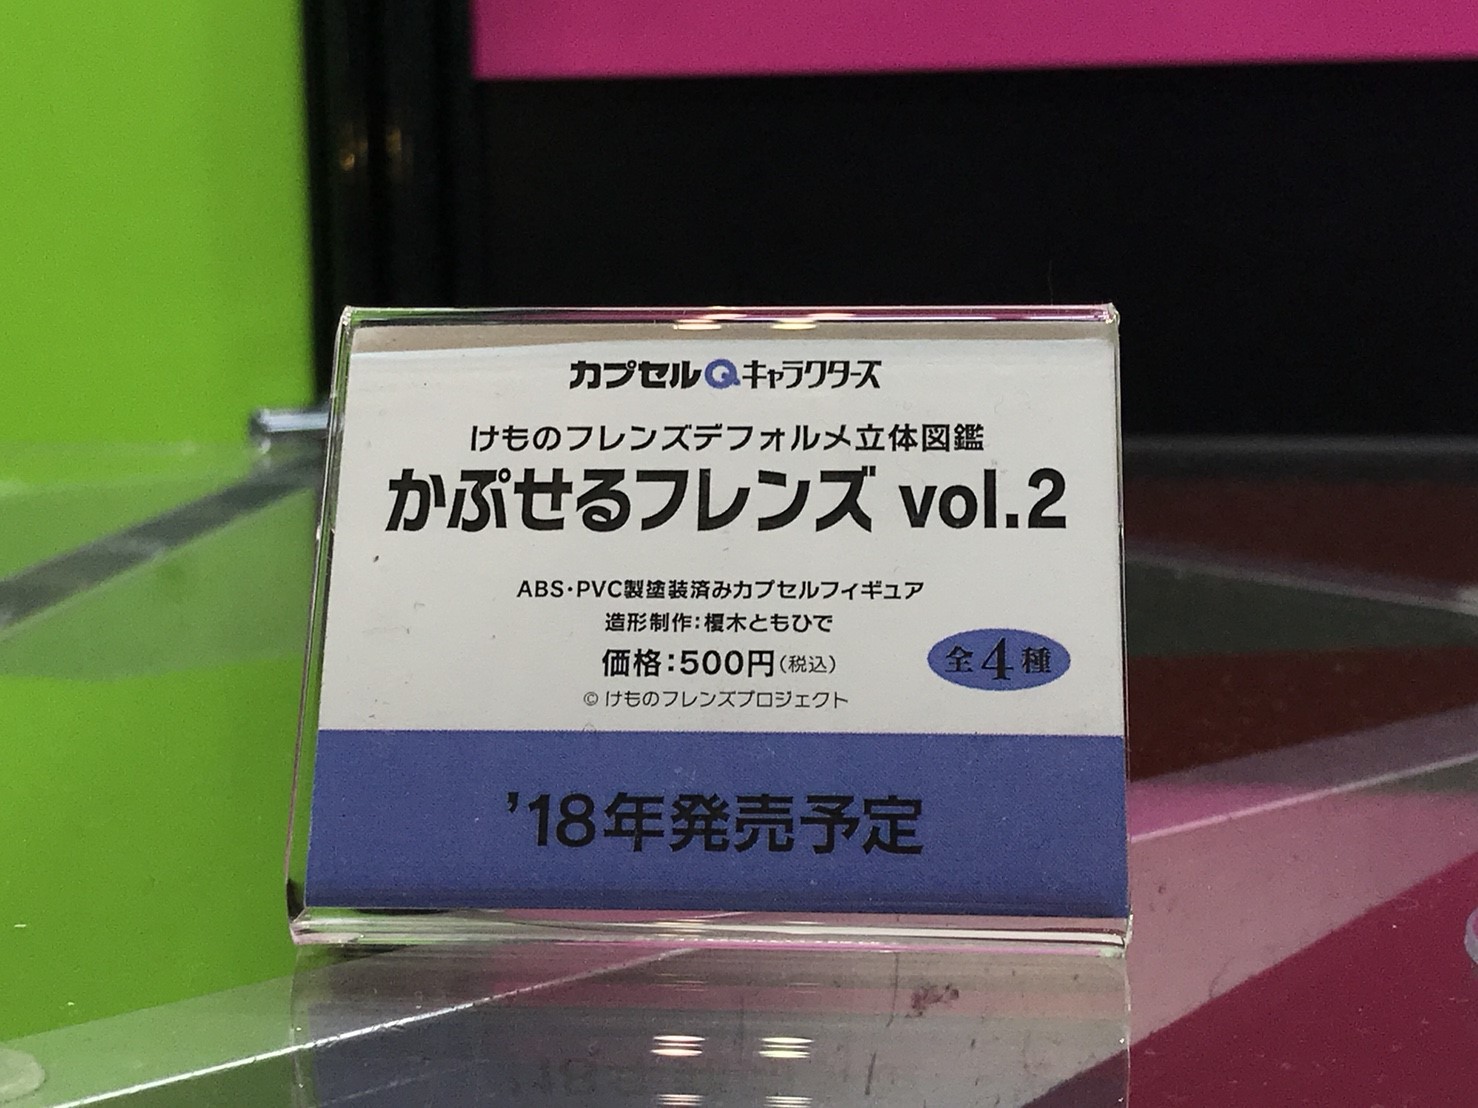 カプセルQキャラクターズ
けものフレンズデフォルメ立体図鑑
かぷせるフレンズ vol.2
ABS・PVC製塗装済みカプセルフィギュア
造形制作：榎木ともひで
価格：500円（税込）
全4種
© けものフレンズプロジェクト
’18年発売予定